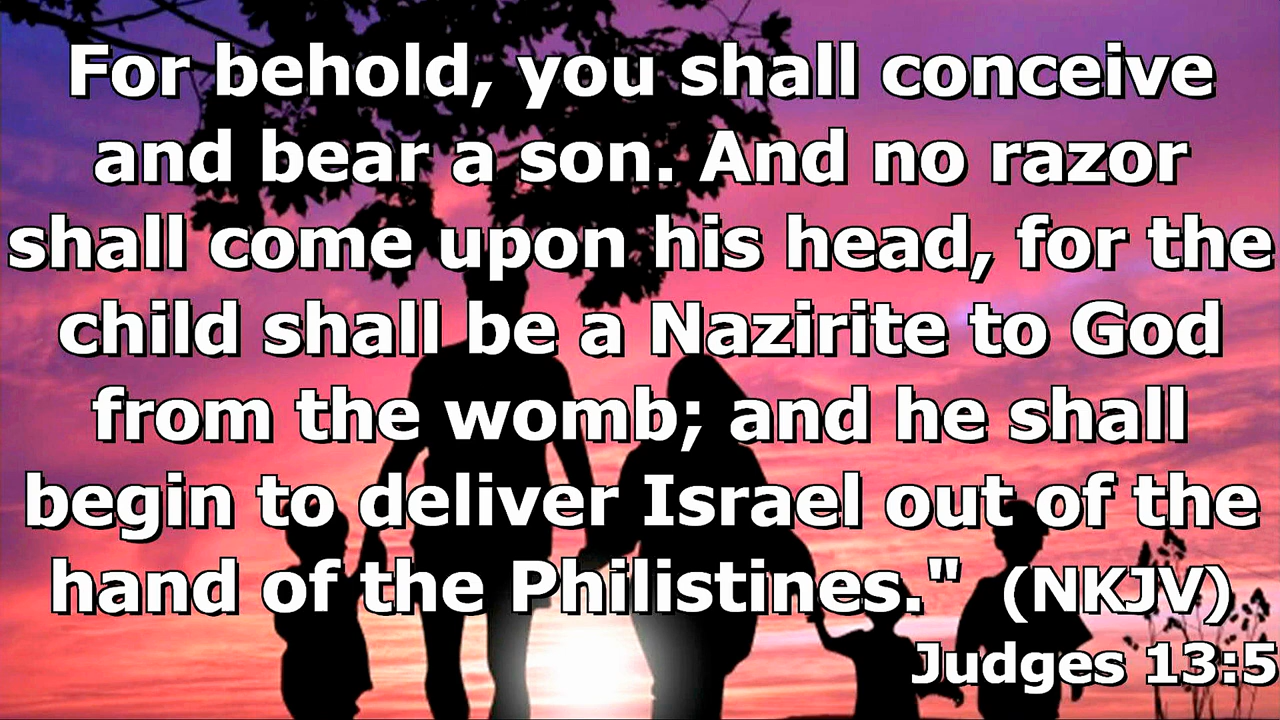 For behold, you shall conceive
and bear a son. And no razor
shall come upon his head, for the
child shall be a Nazirite to God
from the womb; and he shall
begin to deliver Israel out of the
hand of the Philistines." (NKJV)
Judges 13:5